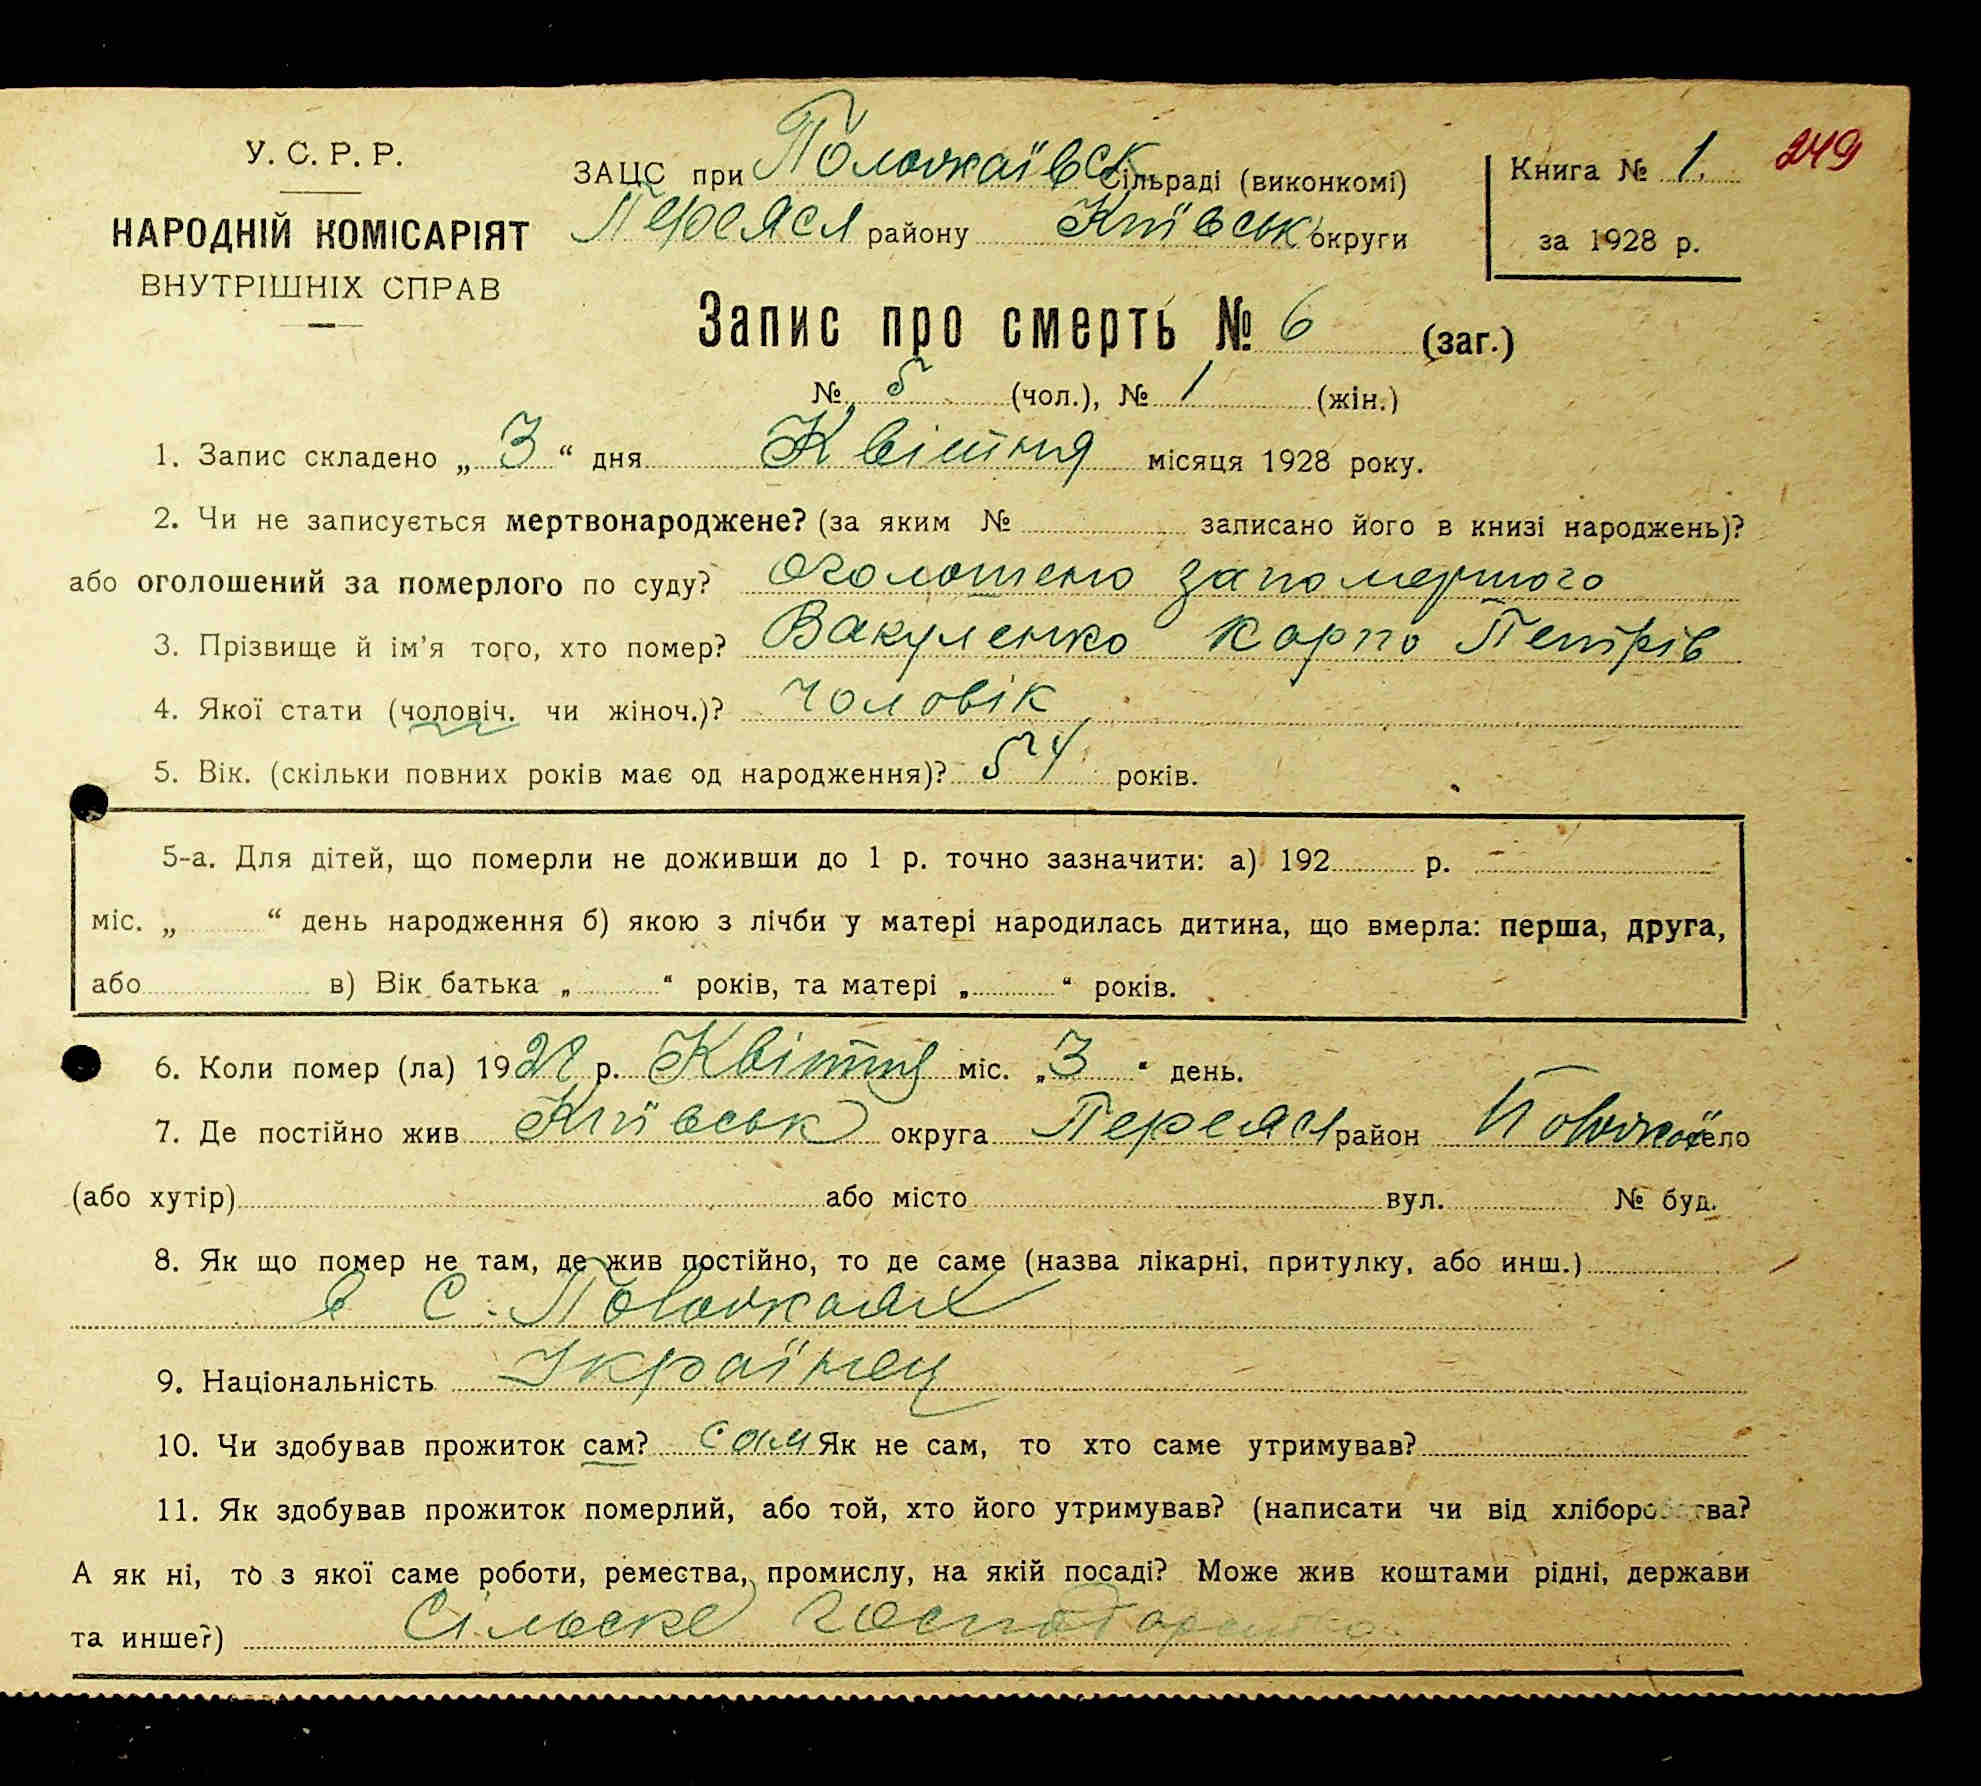 У. С. Р. Р.
НАРОДНІЙ КОМІСАРІЯТ
ВНУТРІШНІХ СПРАВ
ЗАЦС при Положаївск Сільраді (виконкомі)
Переясл району Київськ округи
Книга № 1.
249
за 1928 р.
Запис про смерть № 6 (заг.)
№ 5 (чол.), № 1 (жін.)
1. Запис складено „ 3 “ дня Квітня місяця 1928 року.
2. Чи не записується мертвонароджене? (за яким № записано його в книзі народжень)?
або оголошений за померлого по суду? оголошено за помершого
3. Прізвище й ім’я того, хто помер? Вакуленко Карпо Петрів
4. Якої стати (чоловіч. чи жіноч.)? чоловік
5. Вік. (скільки повних років має од народження)? 54 років.
5-а. Для дітей, що померли не доживши до 1 р. точно зазначити: а) 192 р.
міс. „ “ день народження б) якою з лічби у матері народилась дитина, що вмерла: перша, друга,
або в) Вік батька „ “ років, та матері „ “ років.
6. Коли помер (ла) 1928 р. Квітня міс. „ 3 “ день.
7. Де постійно жив Київськ округа Переясл район село
(або хутір) або місто вул. № буд.
8. Як що помер не там, де жив постійно, то де саме (назва лікарні, притулку, або инш.)
в с. Положаях
9. Національність Українец
10. Чи здобував прожиток сам? сам Як не сам, то хто саме утримував?
11. Як здобував прожиток померлий, або той, хто його утримував? (написати чи від хліборобства?
А як ні, то з якої саме роботи, ремества, промислу, на якій посаді? Може жив коштами рідні, держави
та инше?) Сільске господарство